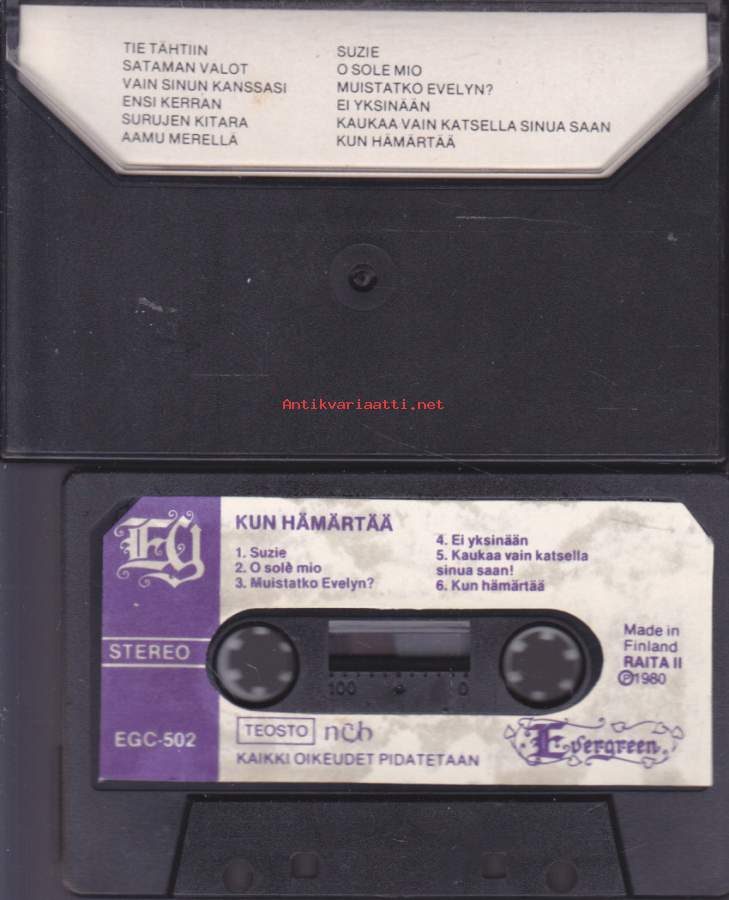 TIE TÄHTIIN
SATAMAN VALOT
VAIN SINUN KANSSASI
ENSI KERRAN
SURUJEN KITARA
AAMU MERELLÄ
SUZIE
O SOLE MIO
MUISTATKO EVELYN?
EI YKSINÄÄN
KAUKAA VAIN KATSELLA SINUA SAAN
KUN HÄMÄRTÄÄ
Antikvariaatti.net
EG
KUN HÄMÄRTÄÄ
1. Suzie
2. O solè mio
3. Muistatko Evelyn?
4. Ei yksinään
5. Kaukaa vain katsella
sinua saan!
6. Kun hämärtää
STEREO
100 0
Made in
Finland
RAITA II
℗1980
EGC-502
TEOSTO ncb
KAIKKI OIKEUDET PIDATETAAN
Evergreen